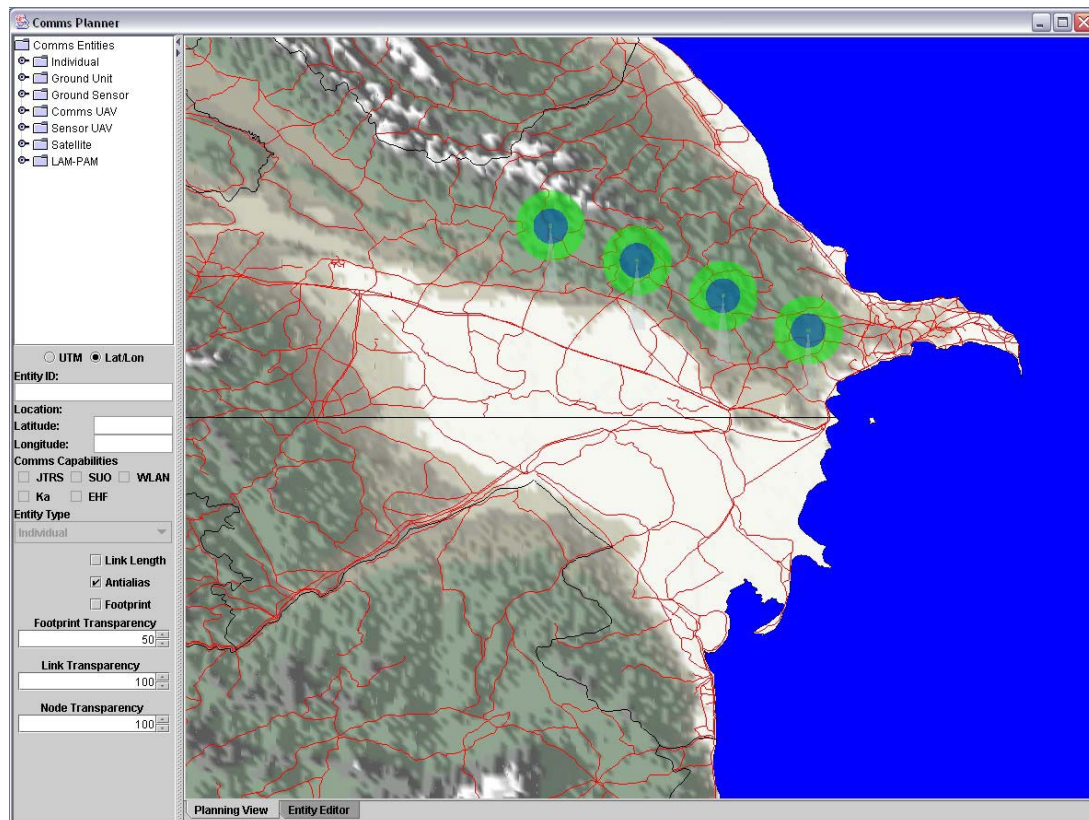 Comms Planner
Comms Entities
Individual
Ground Unit
Ground Sensor
Comms UAV
Sensor UAV
Satellite
LAM-PAM
UTM Lat/Lon
Entity ID:
Location:
Latitude:
Longitude:
Comms Capabilities
JTRS SUO WLAN
Ka EHF
Entity Type
Individual
Link Length
Antialias
Footprint
Footprint Transparency
50
Link Transparency
100
Node Transparency
100
Planning View Entity Editor